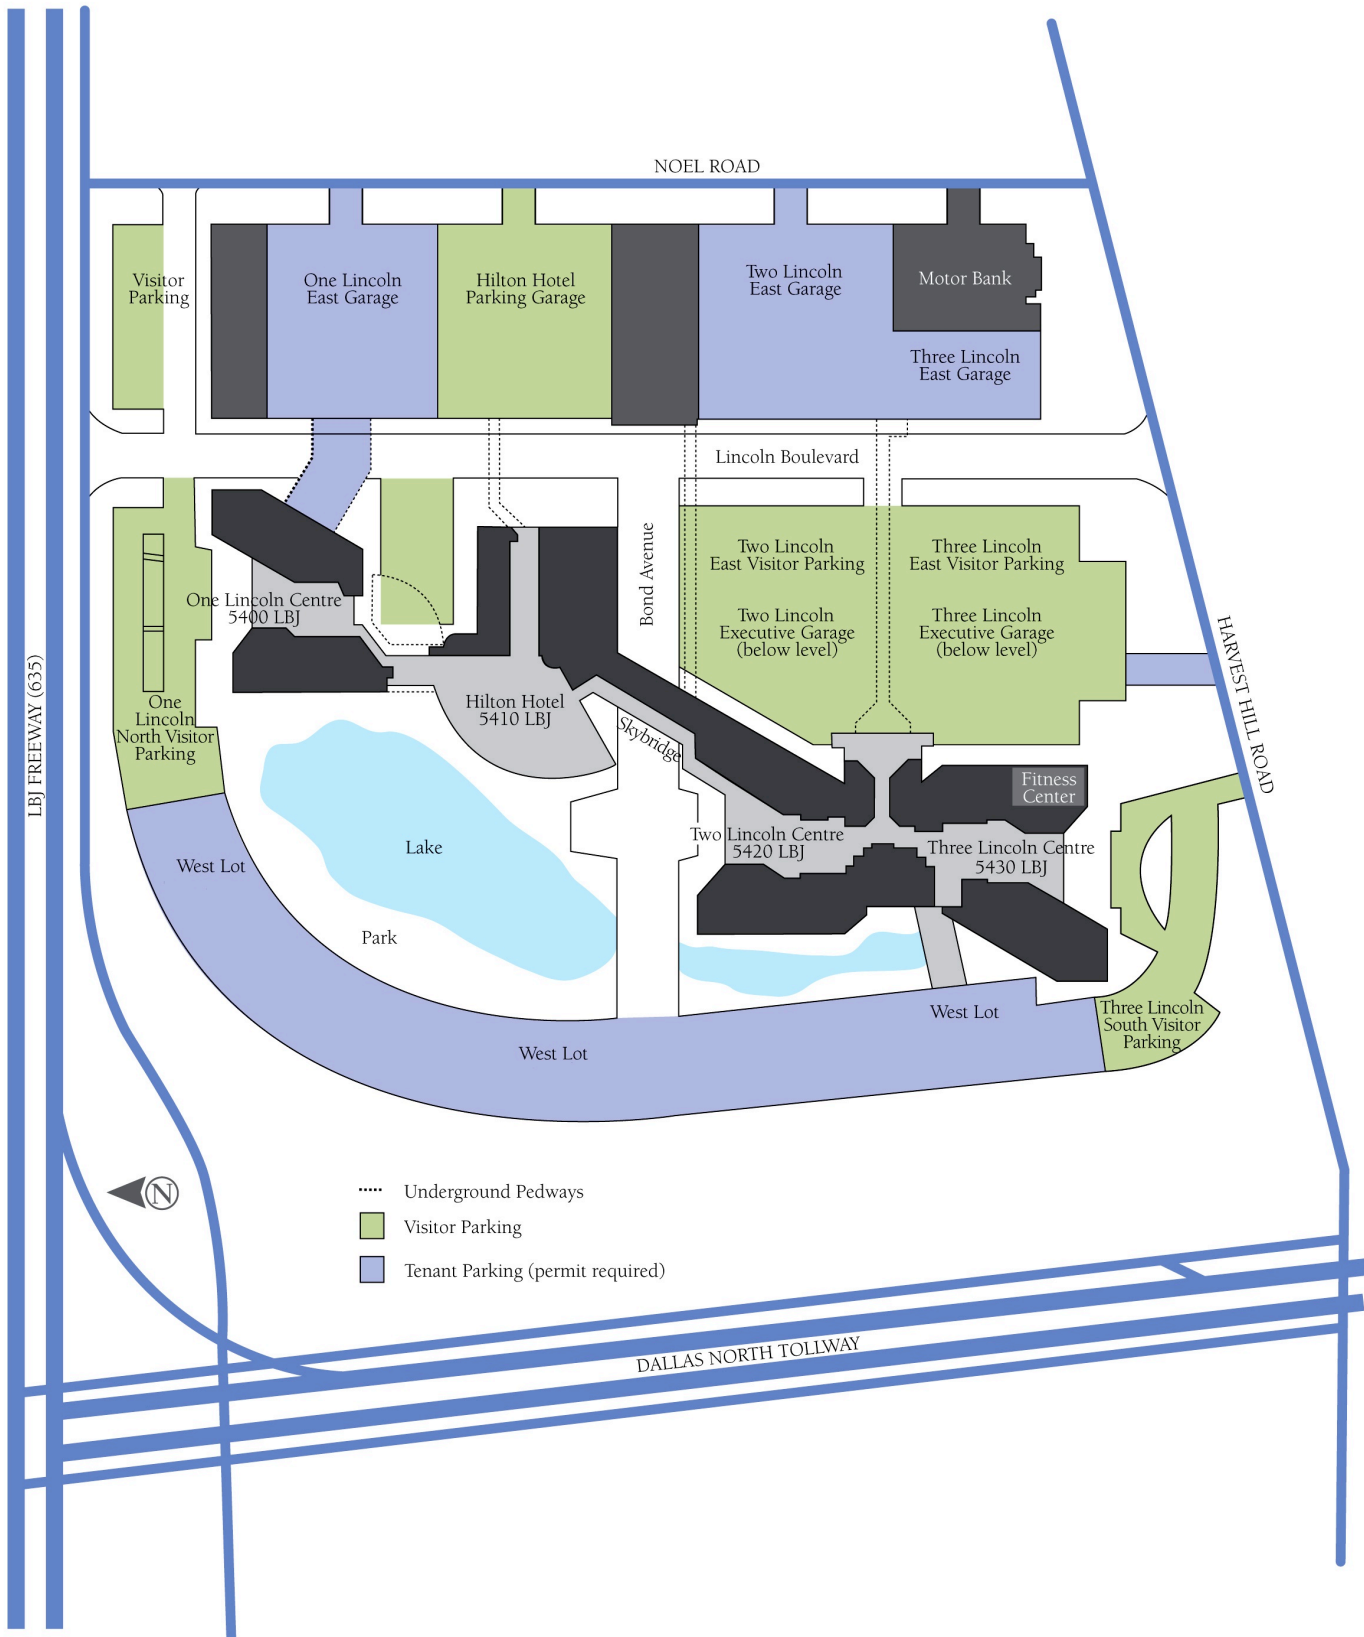 NOEL ROAD
Visitor
Parking
One Lincoln
East Garage
Hilton Hotel
Parking Garage
Two Lincoln
East Garage
Motor Bank
Three Lincoln
East Garage
Lincoln Boulevard
Bond Avenue
Two Lincoln
East Visitor Parking
Three Lincoln
East Visitor Parking
Two Lincoln
Executive Garage
(below level)
Three Lincoln
Executive Garage
(below level)
One Lincoln Centre
5400 LBJ
HARVEST HILL ROAD
LBJ FREEWAY (635)
One
Lincoln
North Visitor
Parking
Hilton Hotel
5410 LBJ
Skybridge
Fitness
Center
Two Lincoln Centre
5420 LBJ
Three Lincoln Centre
5430 LBJ
Lake
West Lot
Park
West Lot
Three Lincoln
South Visitor
Parking
West Lot
N
Underground Pedways
Visitor Parking
Tenant Parking (permit required)
DALLAS NORTH TOLLWAY